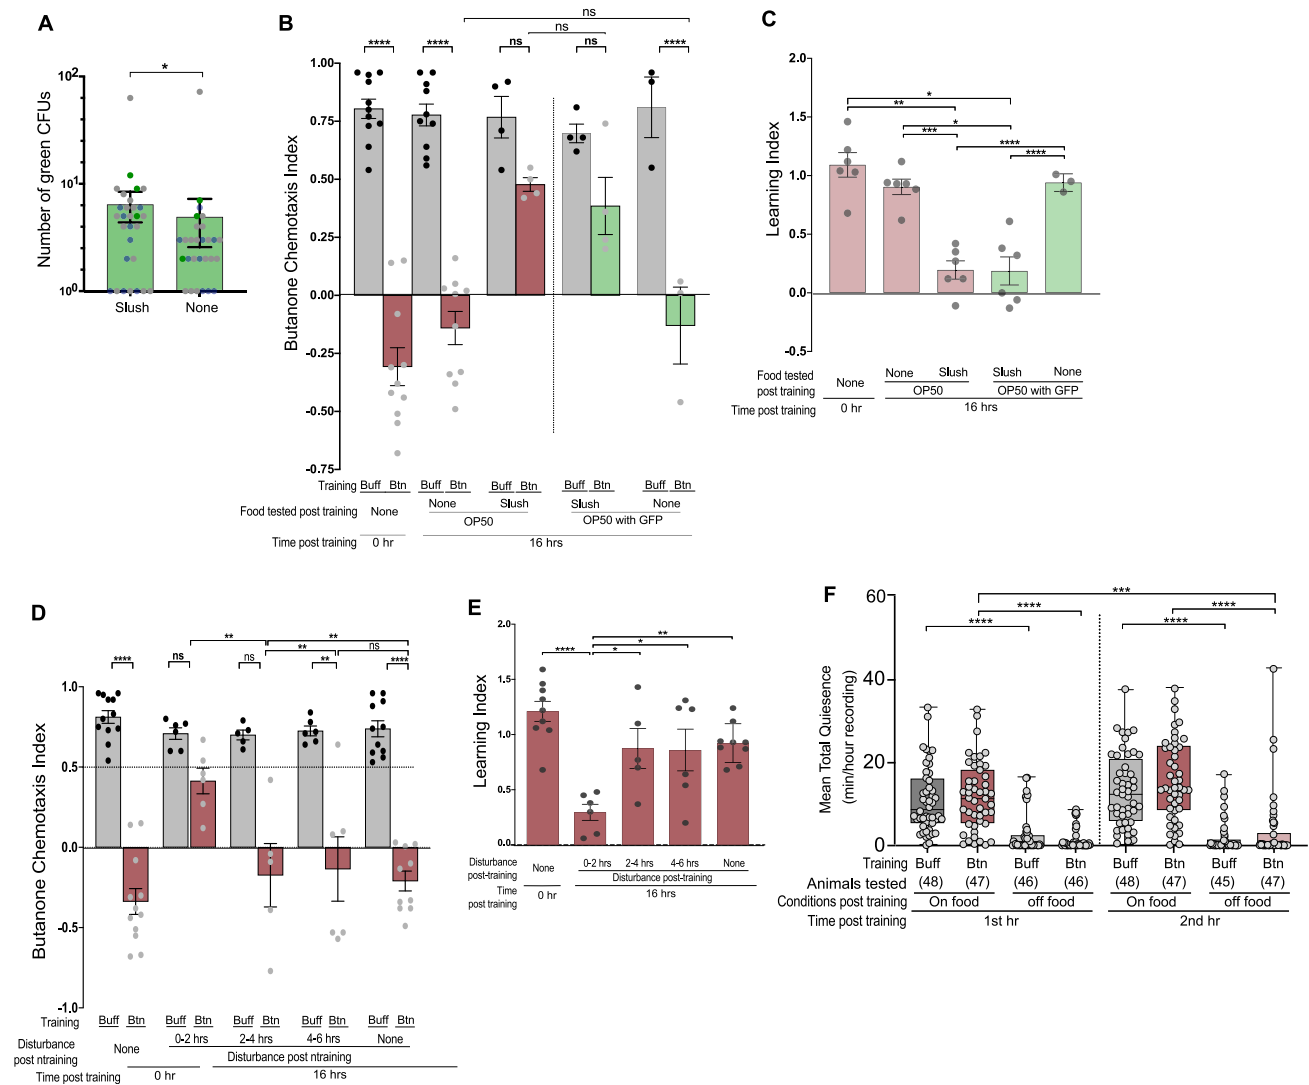 A
*
Number of green CFUs
10²
10¹
10⁰
Slush
None
B
ns
ns
****
****
ns
ns
****
Butanone Chemotaxis Index
1.00
0.75
0.50
0.25
0.00
-0.25
-0.50
-0.75
Training Buff Btn Buff Btn Buff Btn Buff Btn Buff Btn
Food tested post training None None Slush Slush None
OP50 OP50 with GFP
Time post training 0 hr 16 hrs
C
*
**
*
***
****
****
Learning Index
2.0
1.5
1.0
0.5
0.0
-0.5
Food tested
post training
None None Slush Slush None
OP50 OP50 with GFP
Time post training 0 hr 16 hrs
D
** **
** ns
**** ns ns ** ****
Butanone Chemotaxis Index
1.0
0.5
0.0
-0.5
-1.0
Training Buff Btn Buff Btn Buff Btn Buff Btn Buff Btn
Disturbance
post ntraining
None 0-2 hrs 2-4 hrs 4-6 hrs None
Disturbance post ntraining
Time post training 0 hr 16 hrs
E
**
*
**** * *
Learning Index
2.0
1.5
1.0
0.5
0.0
Disturbance
post-training
None 0-2 hrs 2-4 hrs 4-6 hrs None
Disturbance post-training
Time
post training
0 hr 16 hrs
F
***
**** ****
**** ****
Mean Total Quiesence
(min/hour recording)
60
40
20
0
Training Buff Btn Buff Btn Buff Btn Buff Btn
Animals tested (48) (47) (46) (46) (48) (47) (45) (47)
Conditions post training On food off food On food off food
Time post training 1st hr 2nd hr